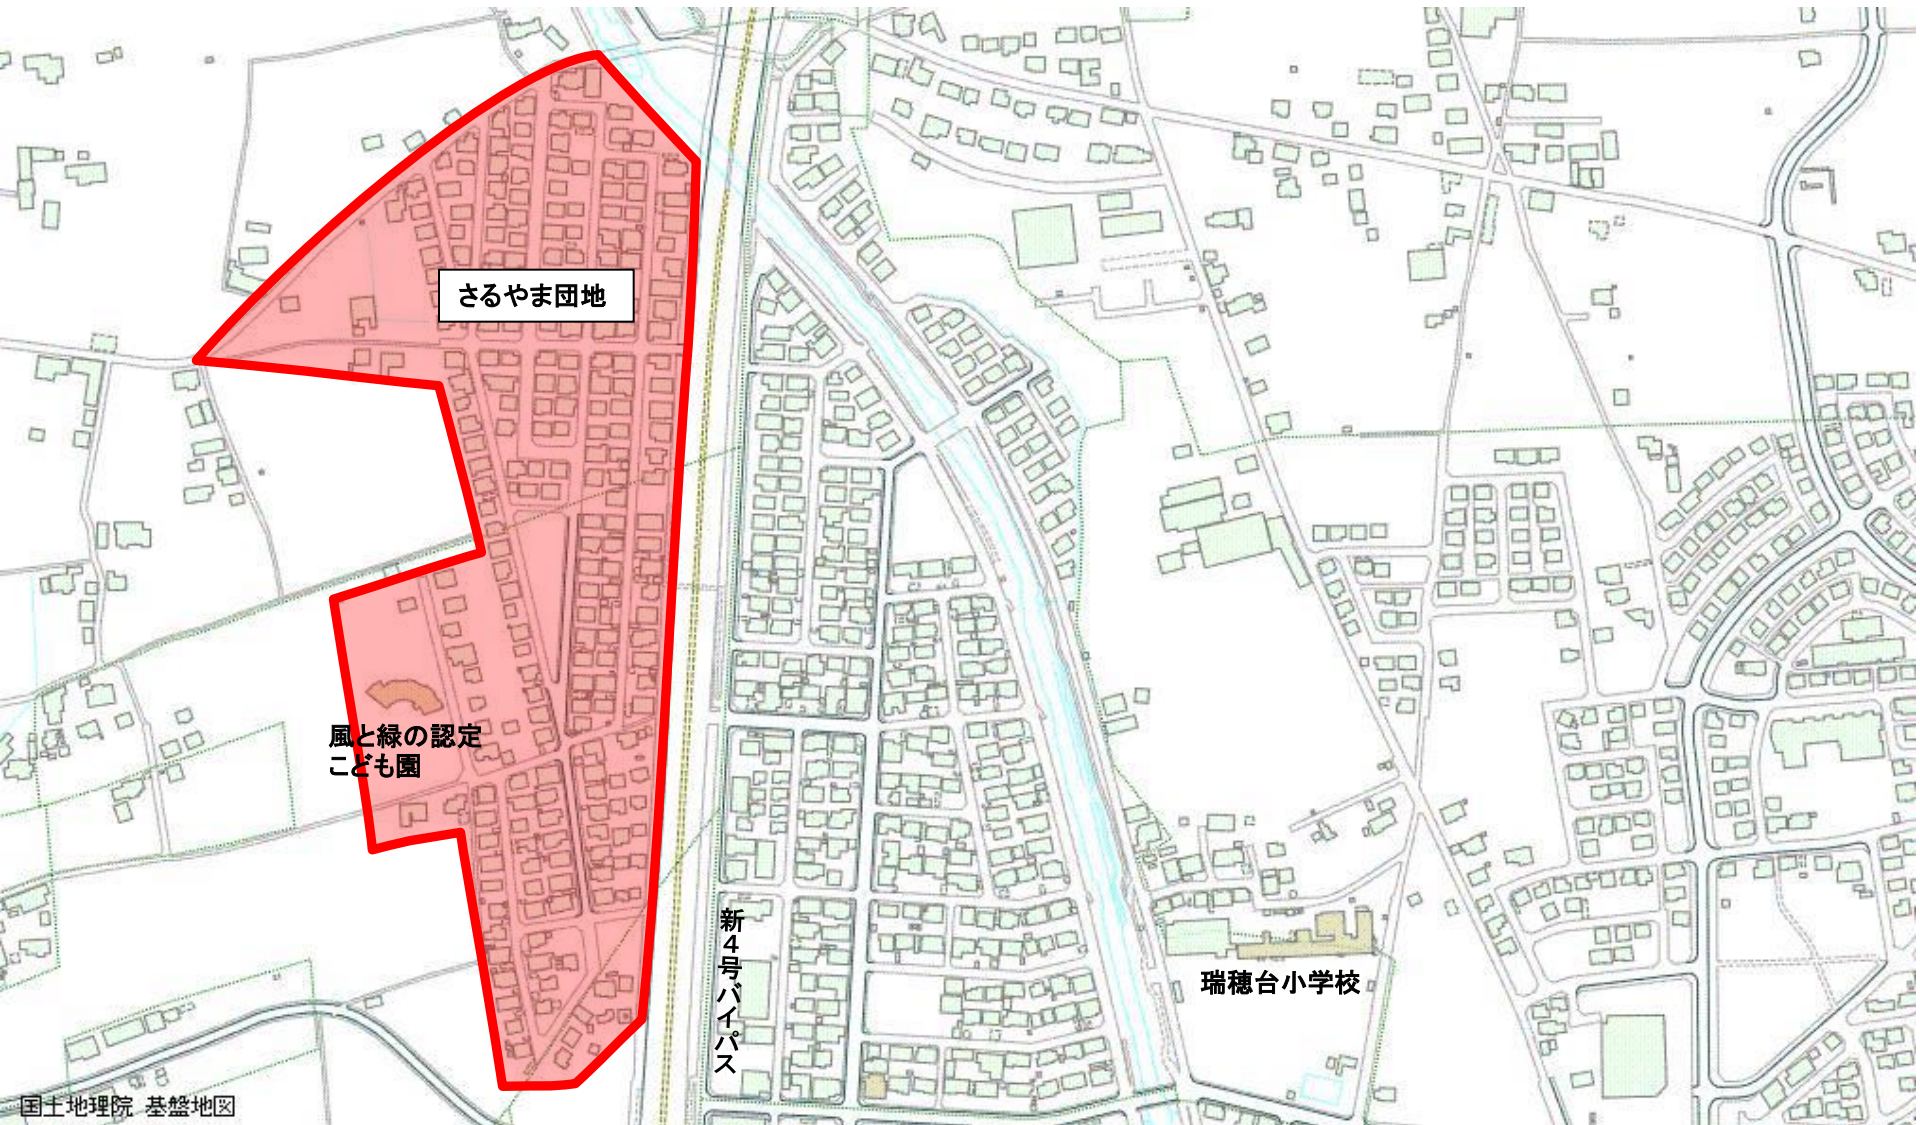 さるやま団地
風と緑の認定
こども園
新4号バイパス
瑞穂台小学校
国土地理院 基盤地図